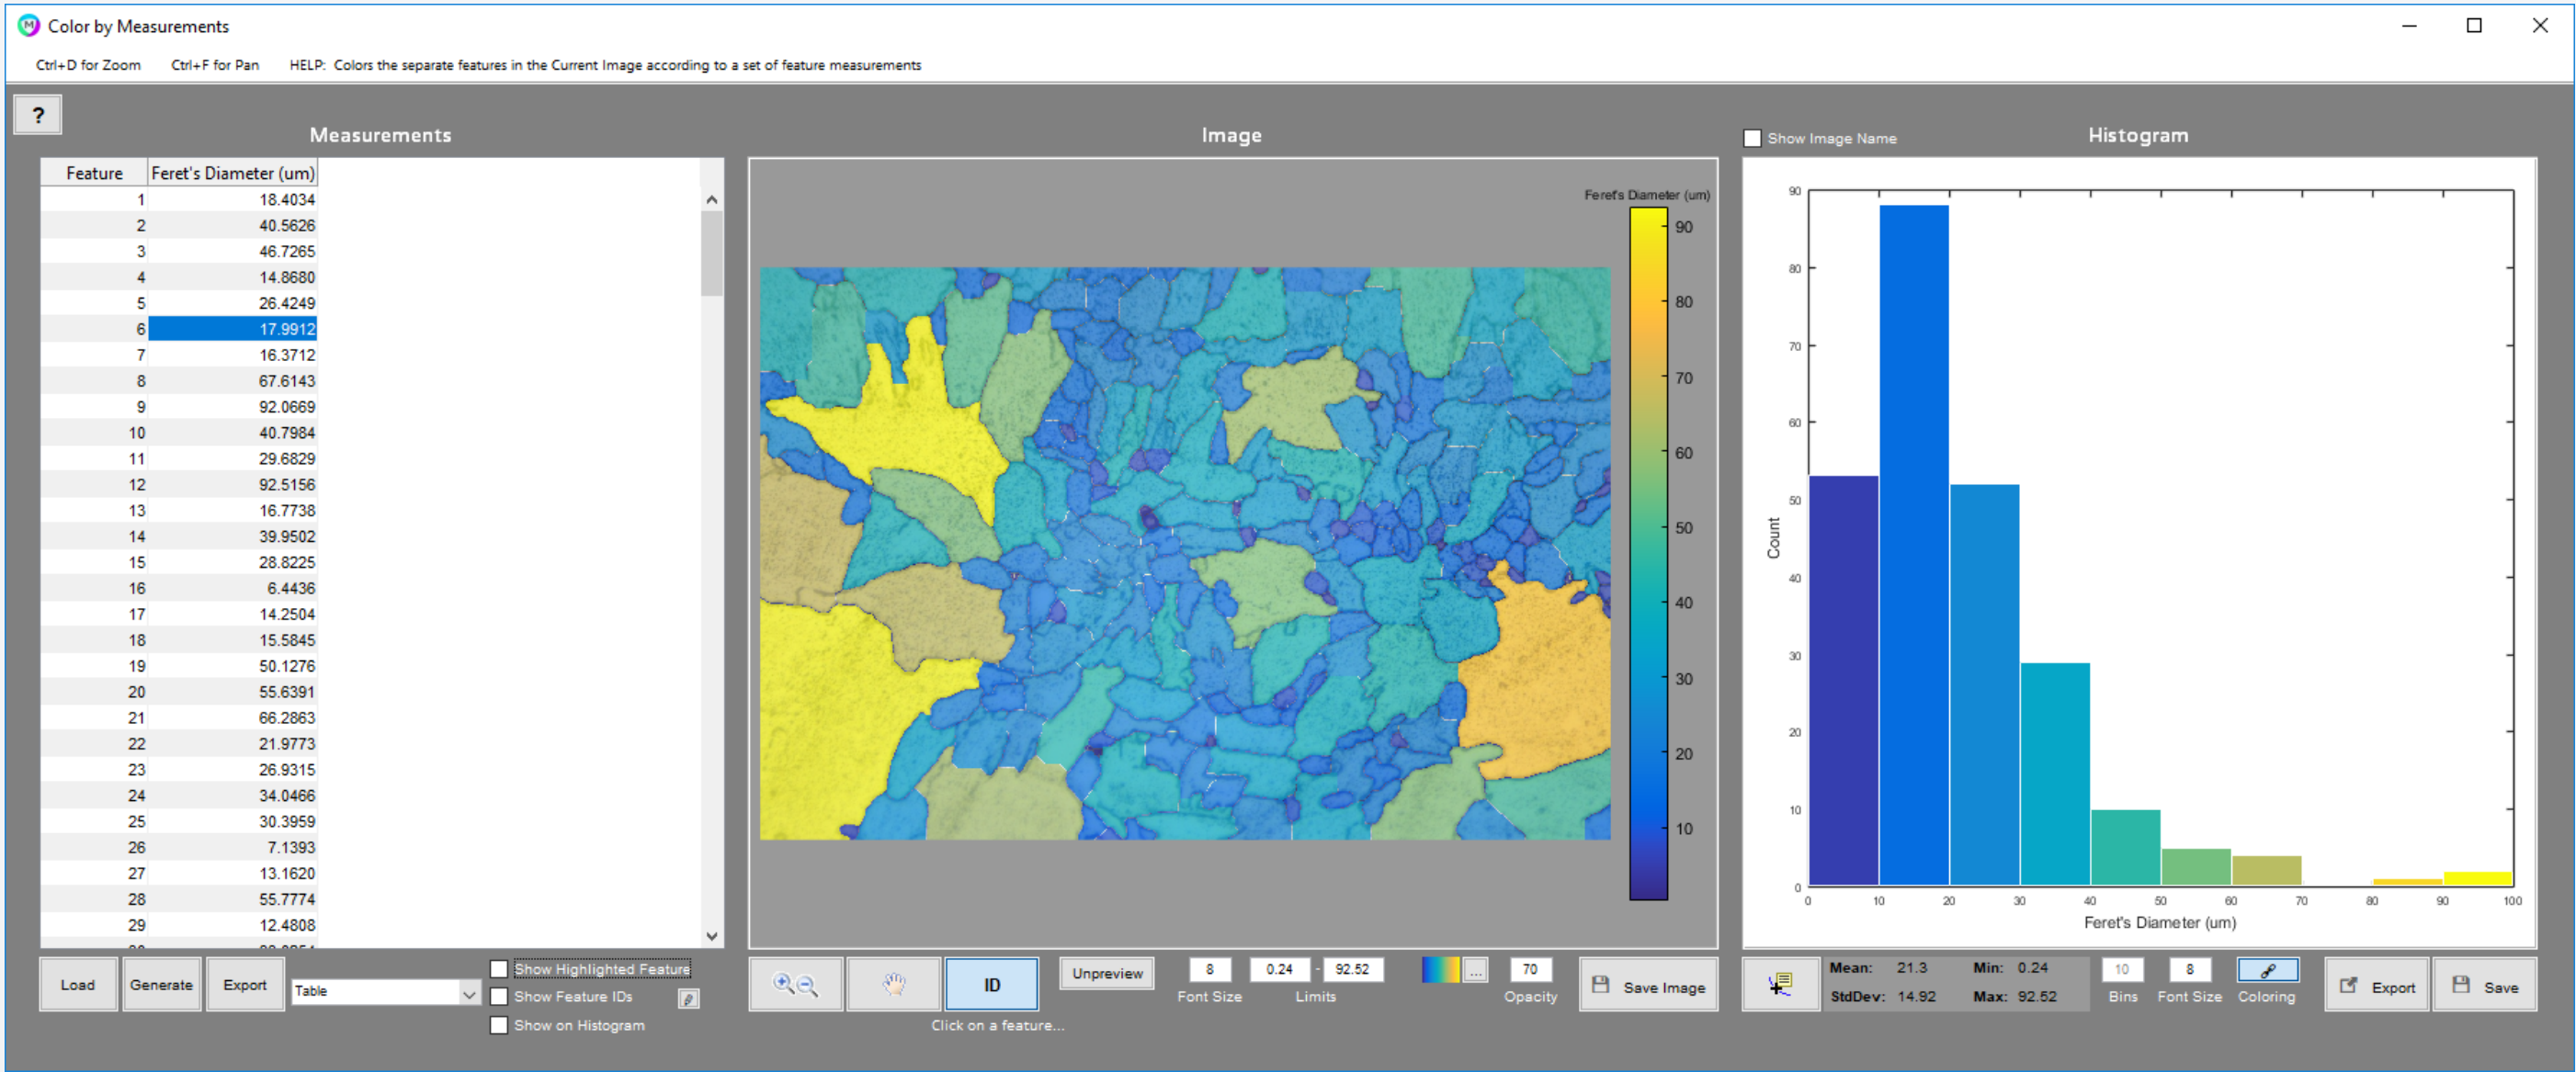 Color by Measurements
Ctrl+D for Zoom Ctrl+F for Pan HELP: Colors the separate features in the Current Image according to a set of feature measurements
?
Measurements
Feature Feret's Diameter (um)
1 18.4034
2 40.5626
3 46.7265
4 14.8680
5 26.4249
6 17.9912
7 16.3712
8 67.6143
9 92.0669
10 40.7984
11 29.6829
12 92.5156
13 16.7738
14 39.9502
15 28.8225
16 6.4436
17 14.2504
18 15.5845
19 50.1276
20 55.6391
21 66.2863
22 21.9773
23 26.9315
24 34.0466
25 30.3959
26 7.1393
27 13.1620
28 55.7774
29 12.4808
Load Generate Export Table
Show Highlighted Feature
Show Feature IDs
Show on Histogram
Image
Feret's Diameter (um)
90
80
70
60
50
40
30
20
10
ID
Click on a feature...
Unpreview
8
Font Size
0.24 - 92.52
Limits
...
70
Opacity
Save Image
Show Image Name
Histogram
90
80
70
60
50
40
30
20
10
0
Count
0 10 20 30 40 50 60 70 80 90 100
Feret's Diameter (um)
Mean: 21.3 Min: 0.24
StdDev: 14.92 Max: 92.52
10
Bins
8
Font Size
Coloring
Export
Save